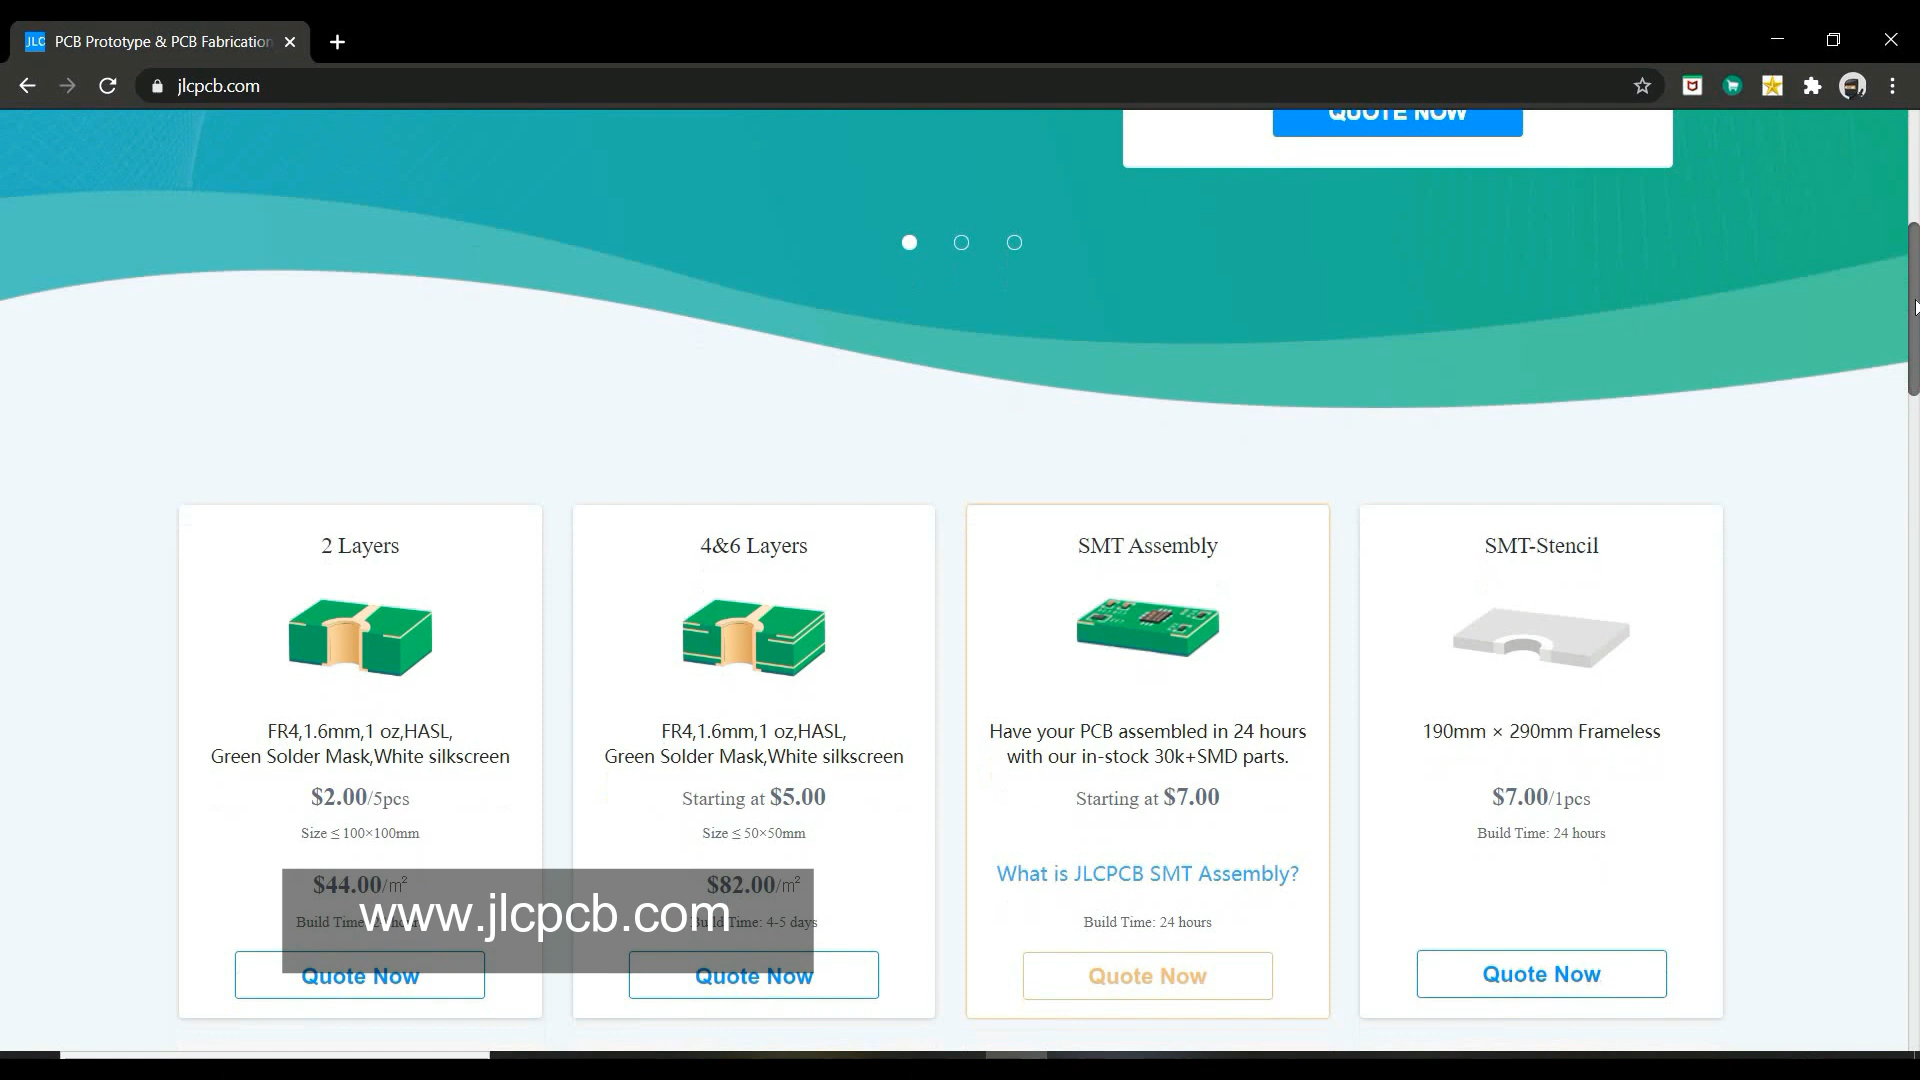 JLC PCB Prototype & PCB Fabrication
jlcpcb.com
QUOTE NOW
2 Layers
FR4,1.6mm,1 oz,HASL,
Green Solder Mask,White silkscreen
$2.00/5pcs
Size ≤ 100×100mm
$44.00/m²
Build Time:
Quote Now
4&6 Layers
FR4,1.6mm,1 oz,HASL,
Green Solder Mask,White silkscreen
Starting at $5.00
Size ≤ 50×50mm
$82.00/m²
Build Time: 4-5 days
Quote Now
www.jlcpcb.com
SMT Assembly
Have your PCB assembled in 24 hours
with our in-stock 30k+SMD parts.
Starting at $7.00
What is JLCPCB SMT Assembly?
Build Time: 24 hours
Quote Now
SMT-Stencil
190mm × 290mm Frameless
$7.00/1pcs
Build Time: 24 hours
Quote Now